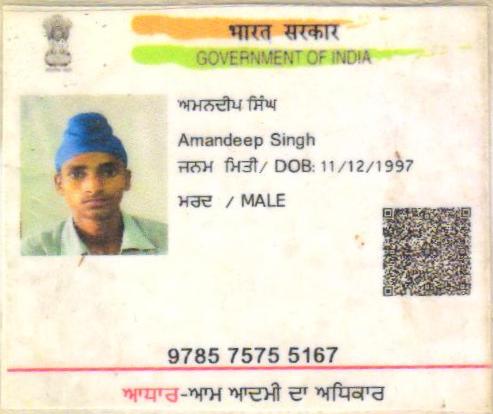 भारत सरकार
GOVERNMENT OF INDIA
ਅਮਨਦੀਪ ਸਿੰਘ
Amandeep Singh
ਜਨਮ ਮਿਤੀ/ DOB: 11/12/1997
ਮਰਦ / MALE
9785 7575 5167
ਆਧਾਰ-ਆਮ ਆਦਮੀ ਦਾ ਅਧਿਕਾਰ